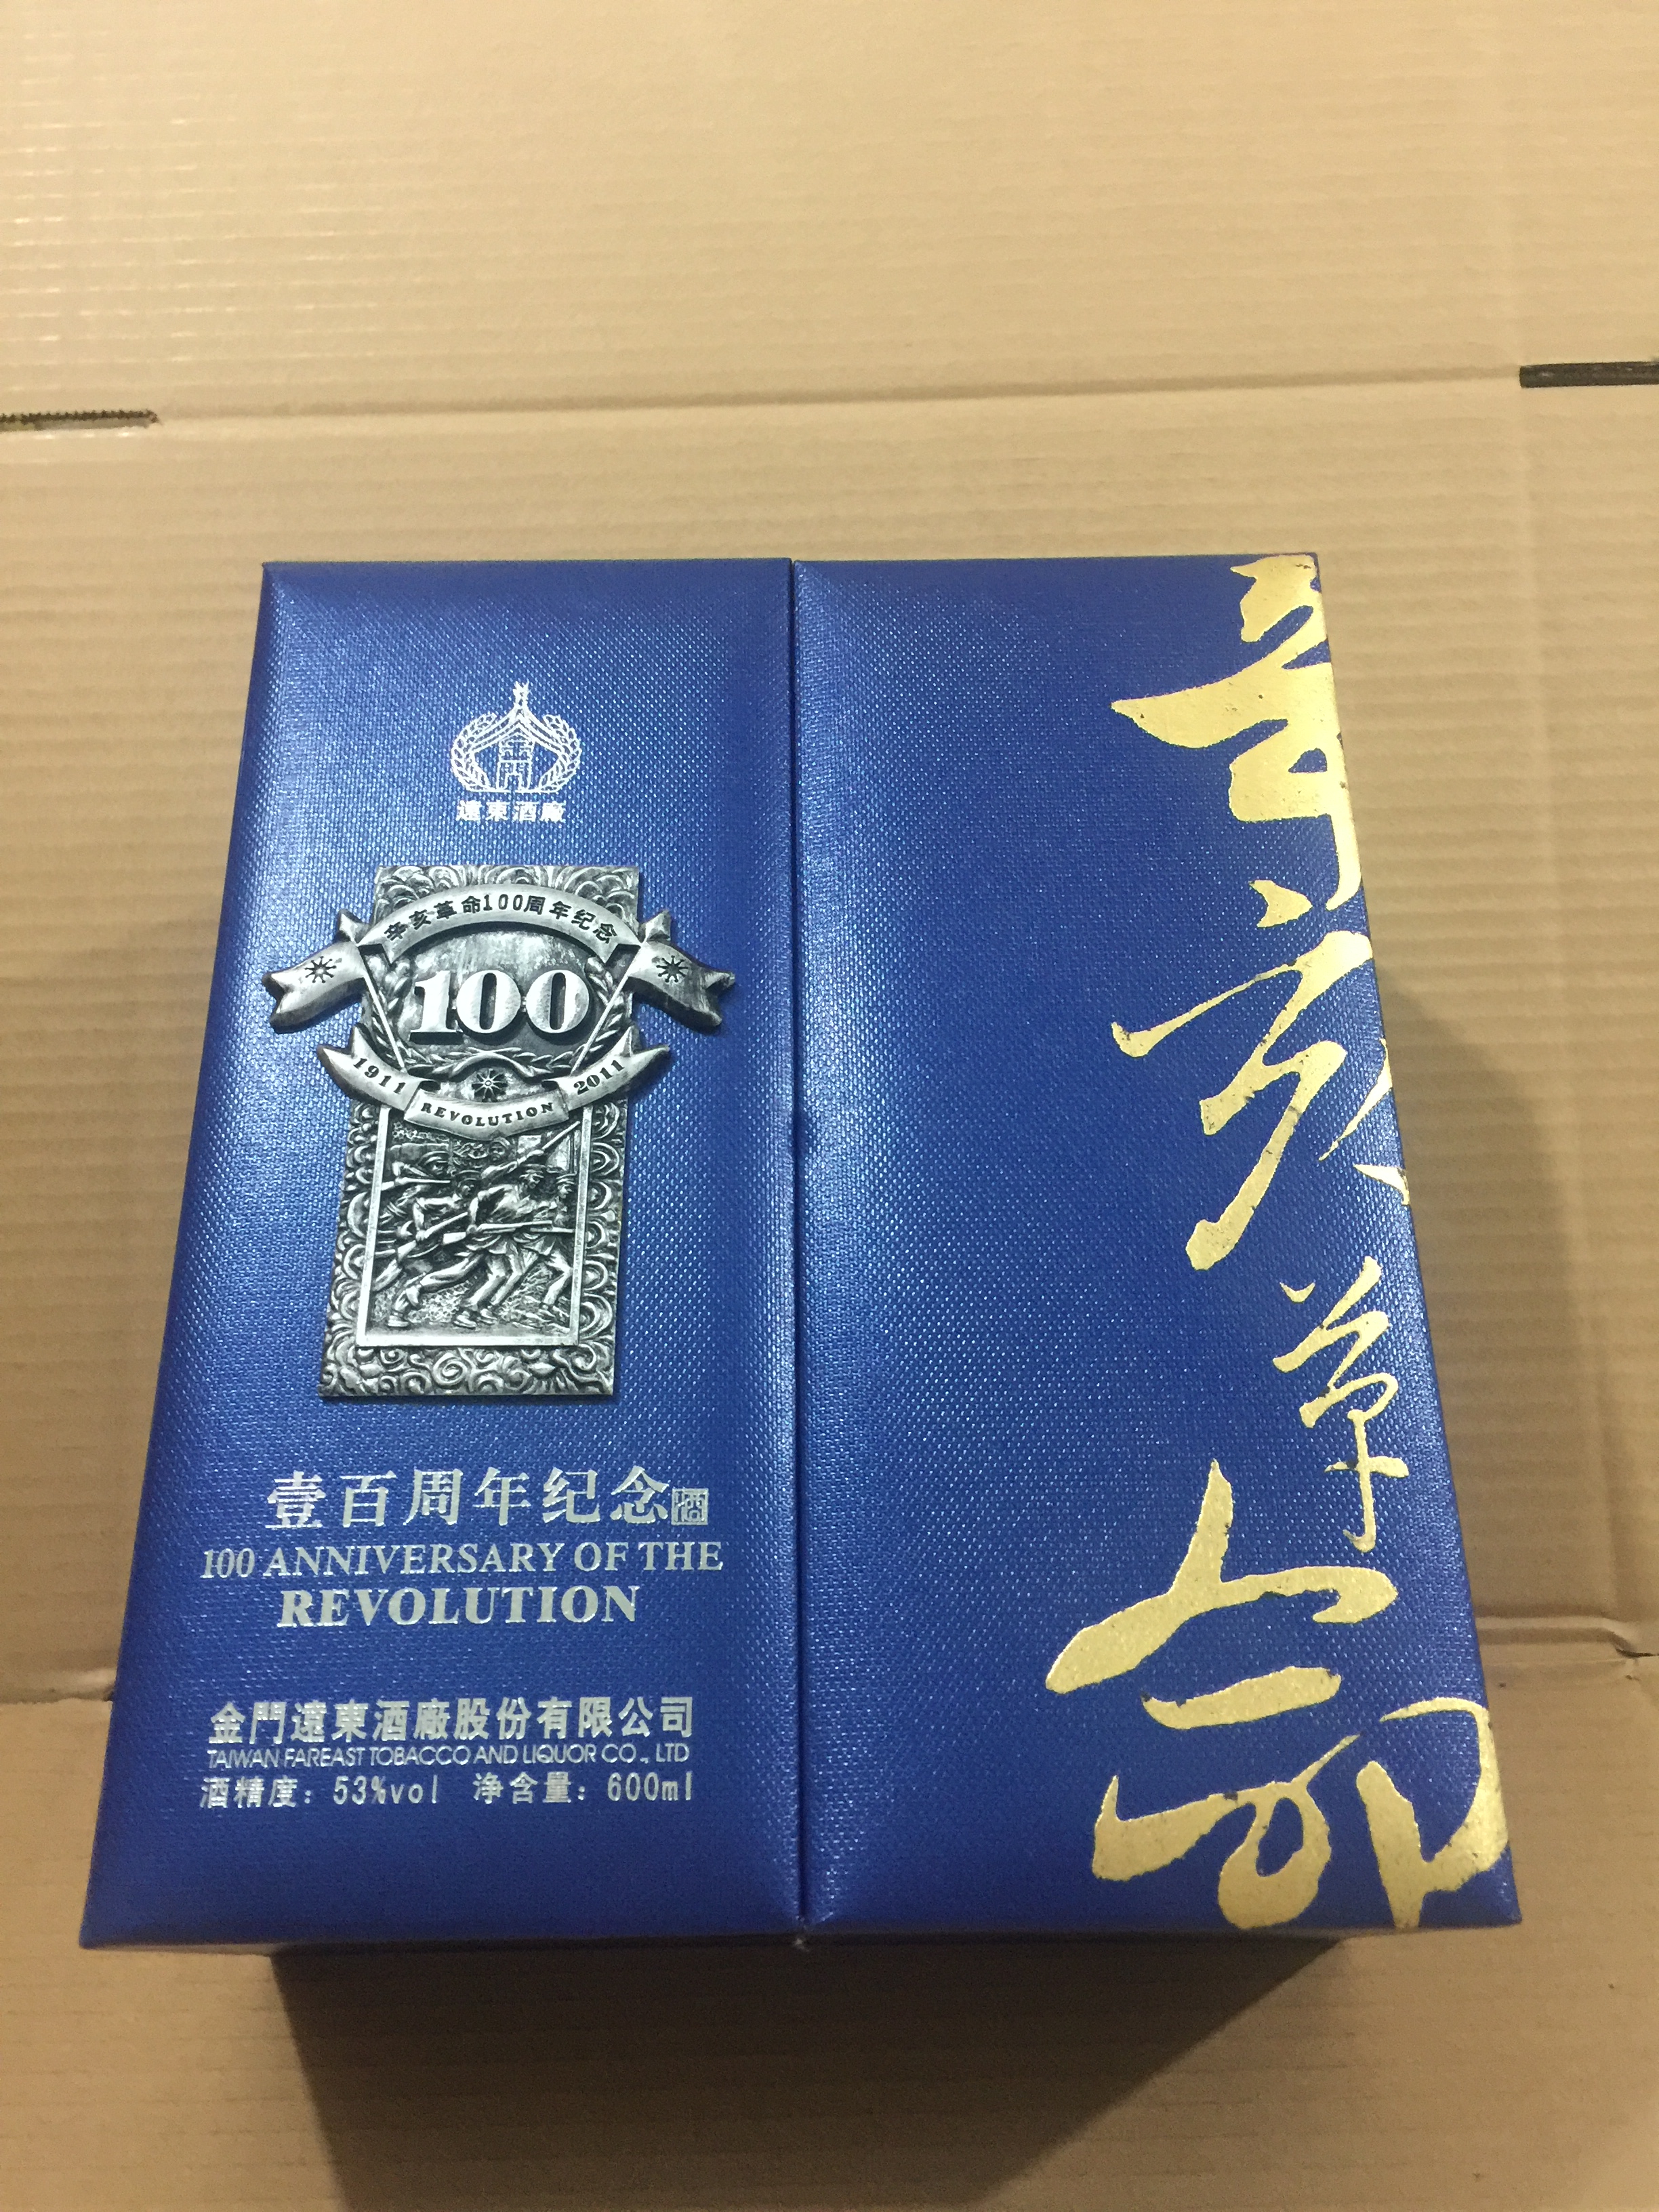 金門
遠東酒廠
辛亥革命100周年纪念
100
1911 REVOLUTION 2011
壹百周年纪念酒
100 ANNIVERSARY OF THE
REVOLUTION
金門遠東酒廠股份有限公司
TAIWAN FAREAST TOBACCO AND LIQUOR CO., LTD
酒精度：53%vol 净含量：600ml
辛亥革命